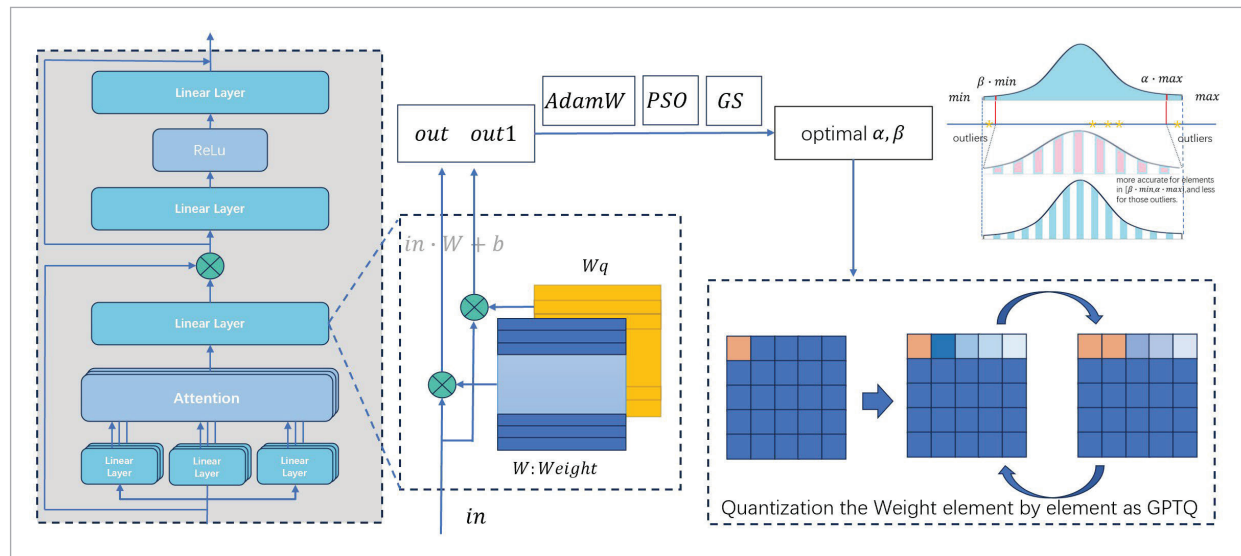 Linear Layer
ReLu
Linear Layer
Linear Layer
Attention
Linear
Layer
Linear
Layer
Linear
Layer
out out1
AdamW
PSO
GS
optimal α, β
in · W + b
Wq
W: Weight
in
β · min
α · max
min
max
outliers
outliers
more accurate for elements
in [β · min,α · max],and less
for those outliers.
Quantization the Weight element by element as GPTQ